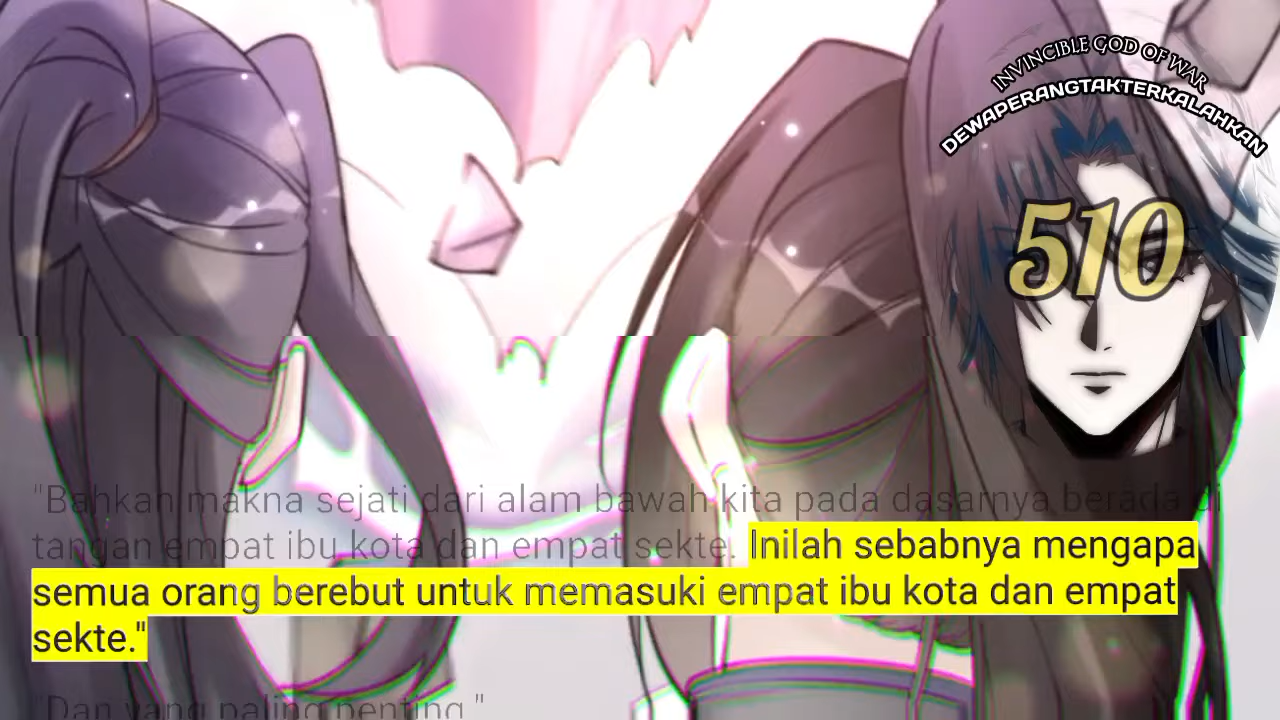 INVINCIBLE GOD OF WAR
DEWAPERANGTAKTERKALAHKAN
510
"Bahkan makna sejati dari alam bawah kita pada dasarnya berada di
tangan empat ibu kota dan empat sekte. Inilah sebabnya mengapa
semua orang berebut untuk memasuki empat ibu kota dan empat
sekte."
"Dan yang paling penting."